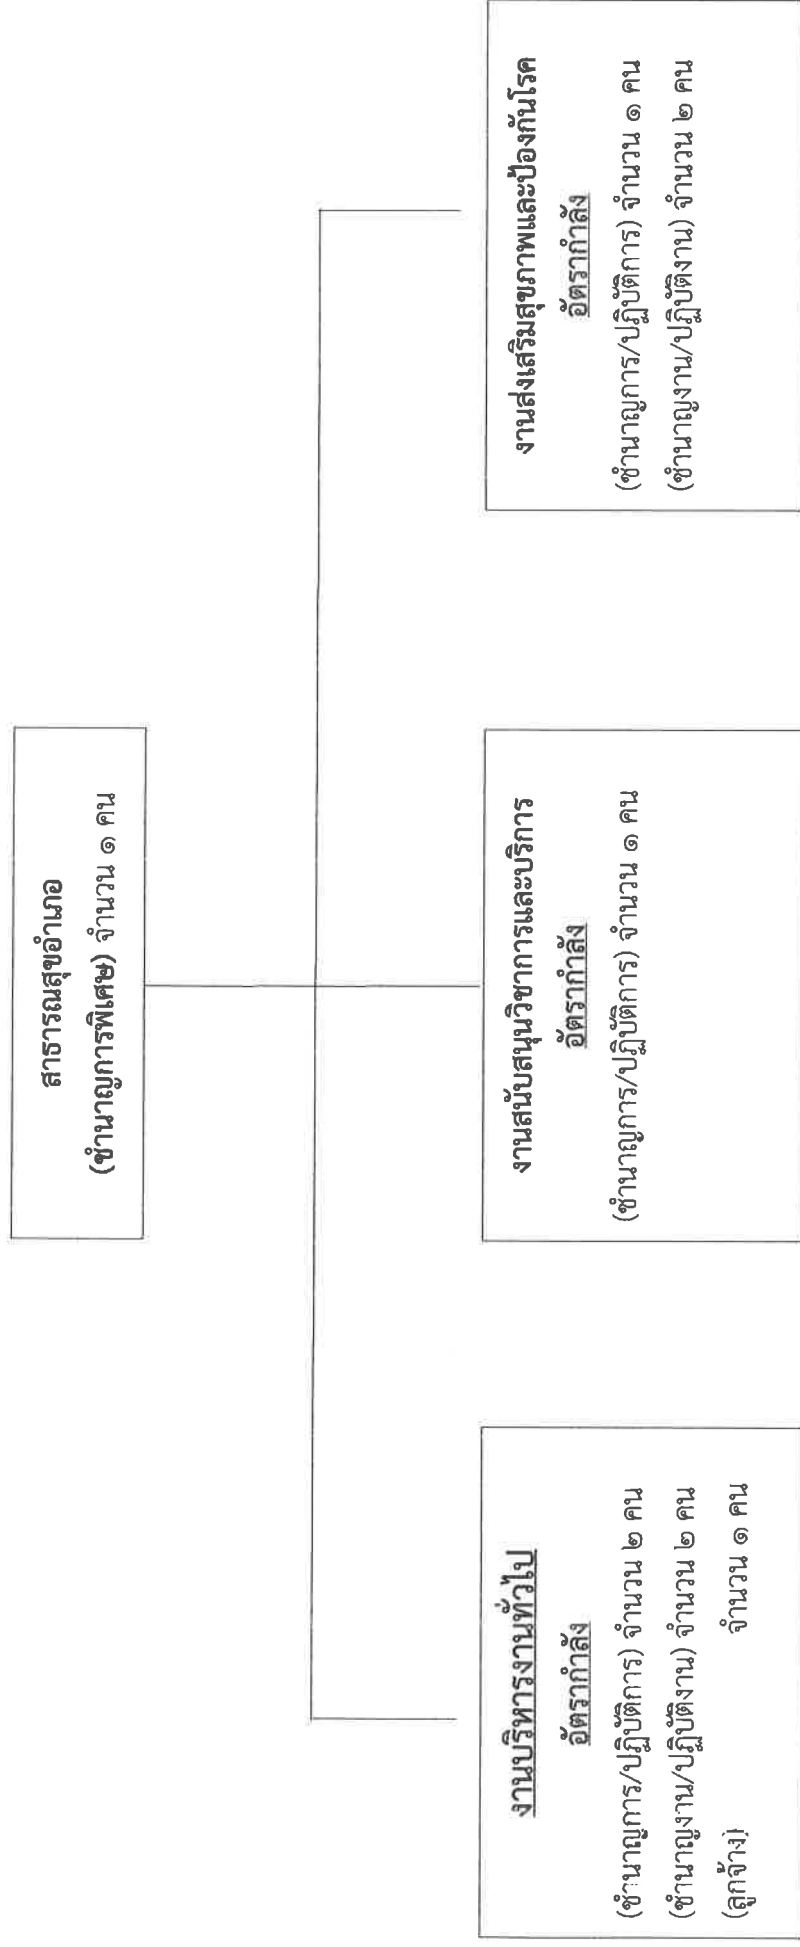 สาธารณสุขอำเภอ
(ชำนาญการพิเศษ) จำนวน ๑ คน
งานบริหารงานทั่วไป
อัตรากำลัง
(ชำนาญการ/ปฏิบัติการ) จำนวน ๒ คน
(ชำนาญงาน/ปฏิบัติงาน) จำนวน ๒ คน
(ลูกจ้าง) จำนวน ๑ คน
งานสนับสนุนวิชาการและบริการ
อัตรากำลัง
(ชำนาญการ/ปฏิบัติการ) จำนวน ๑ คน
งานส่งเสริมสุขภาพและป้องกันโรค
อัตรากำลัง
(ชำนาญการ/ปฏิบัติการ) จำนวน ๑ คน
(ชำนาญงาน/ปฏิบัติงาน) จำนวน ๒ คน